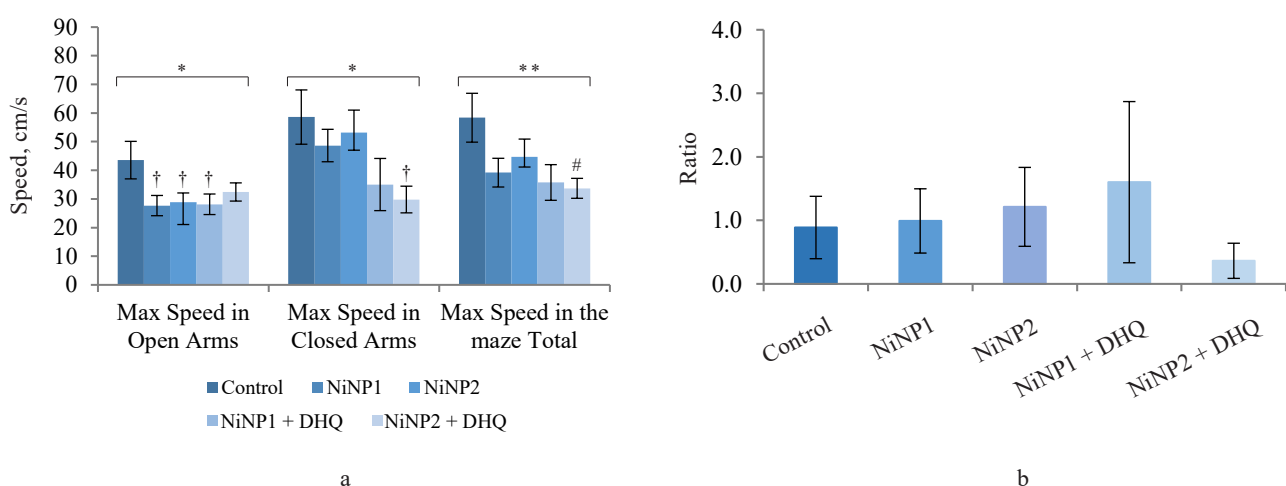 90
80
70
60
50
40
30
20
10
0
Speed, cm/s
*
*
**
† † †
†
#
Max Speed in
Open Arms
Max Speed in
Closed Arms
Max Speed in the
maze Total
Control NiNP1 NiNP2
NiNP1 + DHQ NiNP2 + DHQ
a
4.0
3.0
2.0
1.0
0.0
Ratio
Control
NiNP1
NiNP2
NiNP1 + DHQ
NiNP2 + DHQ
b